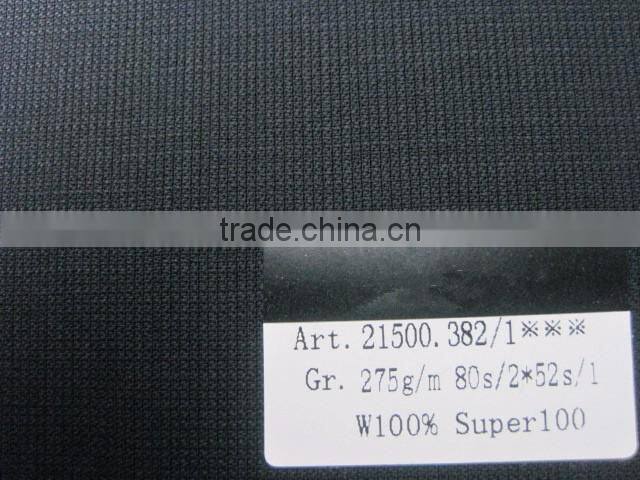 trade.china.cn
Art. 21500.382/1※※※
Gr. 275g/m 80s/2*52s/1
W100% Super100